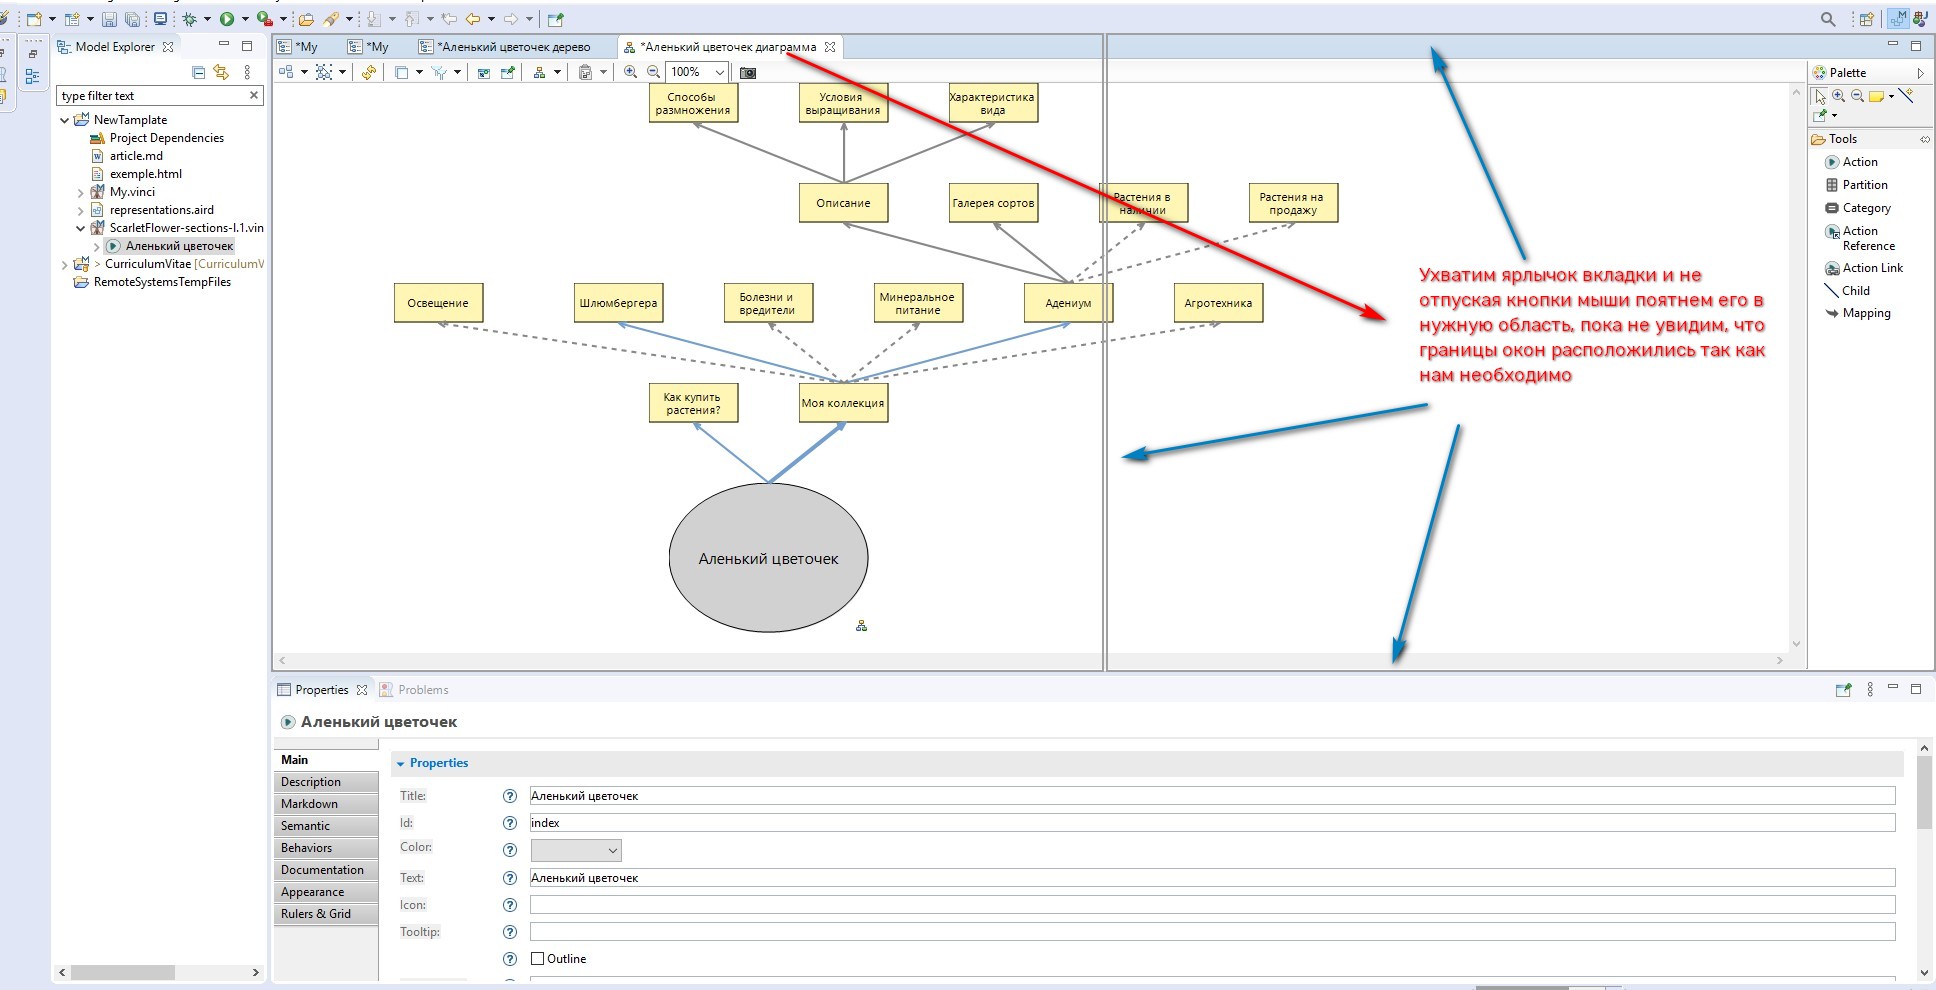 Model Explorer
*My
*My
*Аленький цветочек дерево
*Аленький цветочек диаграмма
100%
type filter text
NewTamplate
Project Dependencies
article.md
exemple.html
My.vinci
representations.aird
ScarletFlower-sections-I.1.vin
Аленький цветочек
> CurriculumVitae [CurriculumV
RemoteSystemsTempFiles
Способы
размножения
Условия
выращивания
Характеристика
вида
Описание
Галерея сортов
Растения в
наличии
Растения на
продажу
Освещение
Шлюмбергера
Болезни и
вредители
Минеральное
питание
Адениум
Агротехника
Как купить
растения?
Моя коллекция
Аленький цветочек
Ухватим ярлычок вкладки и не
отпуская кнопки мыши поятнем его в
нужную область, пока не увидим, что
границы окон расположились так как
нам необходимо
Palette
Tools
Action
Partition
Category
Action
Reference
Action Link
Child
Mapping
Properties
Problems
Аленький цветочек
Main
Description
Markdown
Semantic
Behaviors
Documentation
Appearance
Rulers & Grid
Properties
Title:
Аленький цветочек
Id:
index
Color:
Text:
Аленький цветочек
Icon:
Tooltip:
Outline